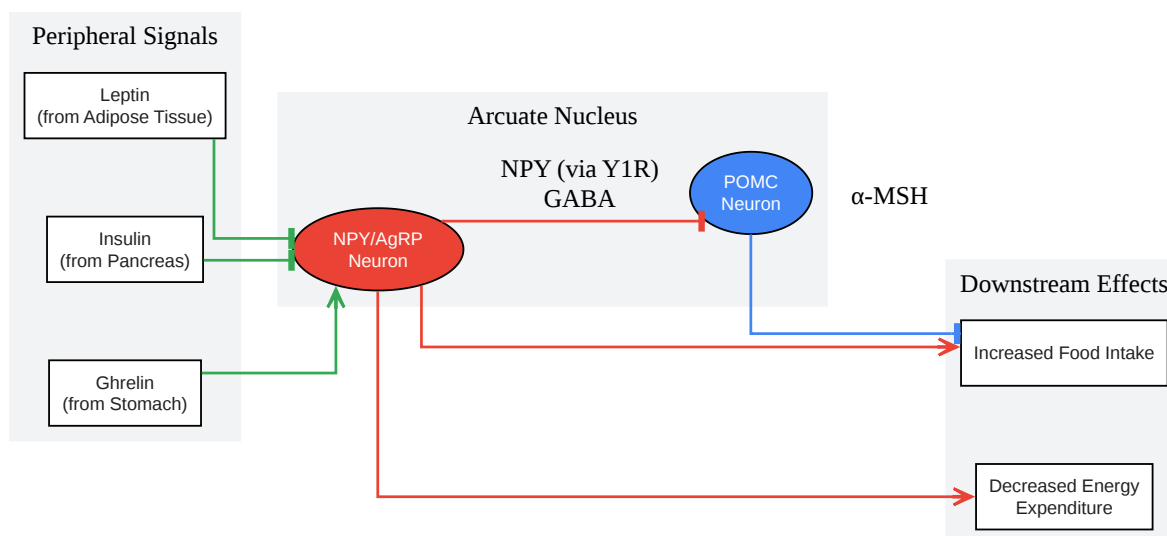 Peripheral Signals
Leptin
(from Adipose Tissue)
Insulin
(from Pancreas)
Ghrelin
(from Stomach)
Arcuate Nucleus
NPY/AgRP
Neuron
NPY (via Y1R)
GABA
POMC
Neuron
α-MSH
Downstream Effects
Increased Food Intake
Decreased Energy
Expenditure